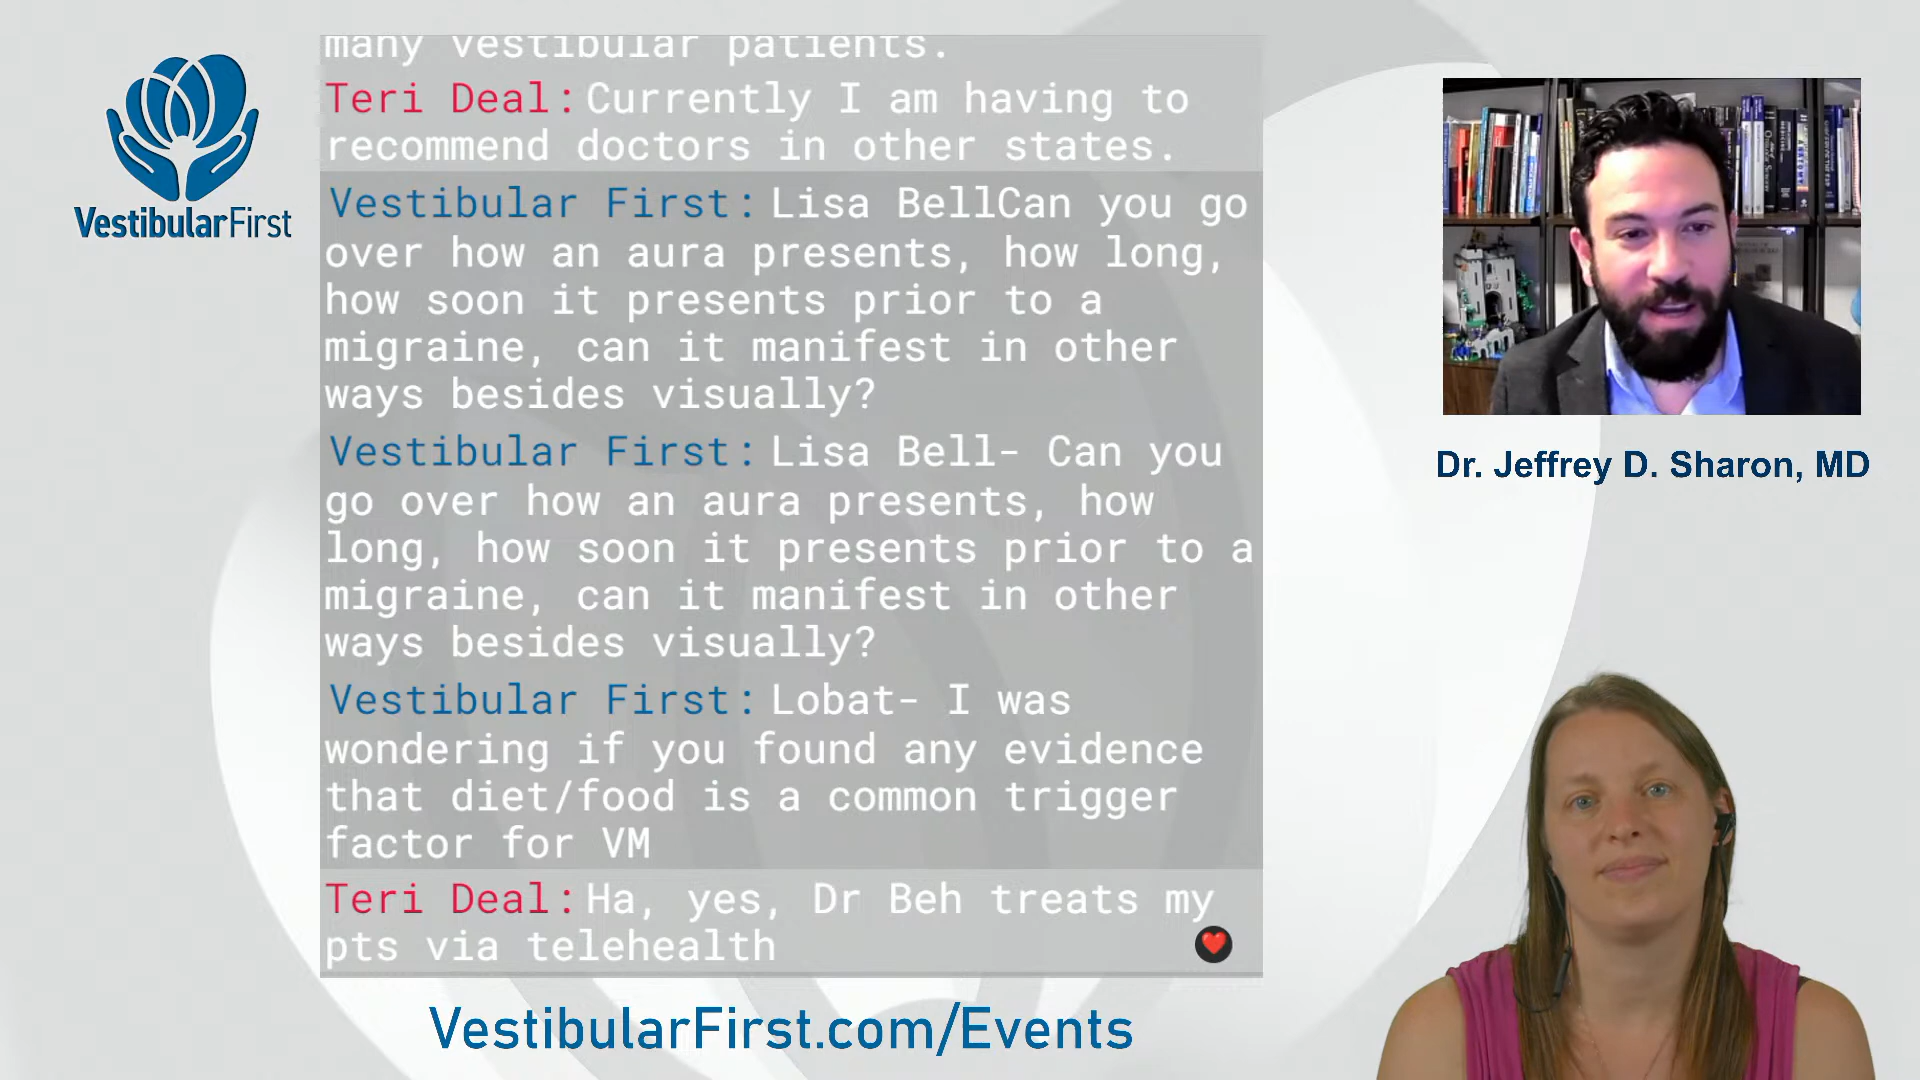 many vestibular patients.
Teri Deal: Currently I am having to
recommend doctors in other states.
Vestibular First: Lisa BellCan you go
over how an aura presents, how long,
how soon it presents prior to a
migraine, can it manifest in other
ways besides visually?
Vestibular First: Lisa Bell- Can you
go over how an aura presents, how
long, how soon it presents prior to a
migraine, can it manifest in other
ways besides visually?
Vestibular First: Lobat- I was
wondering if you found any evidence
that diet/food is a common trigger
factor for VM
Teri Deal: Ha, yes, Dr Beh treats my
pts via telehealth
VestibularFirst
Dr. Jeffrey D. Sharon, MD
VestibularFirst.com/Events